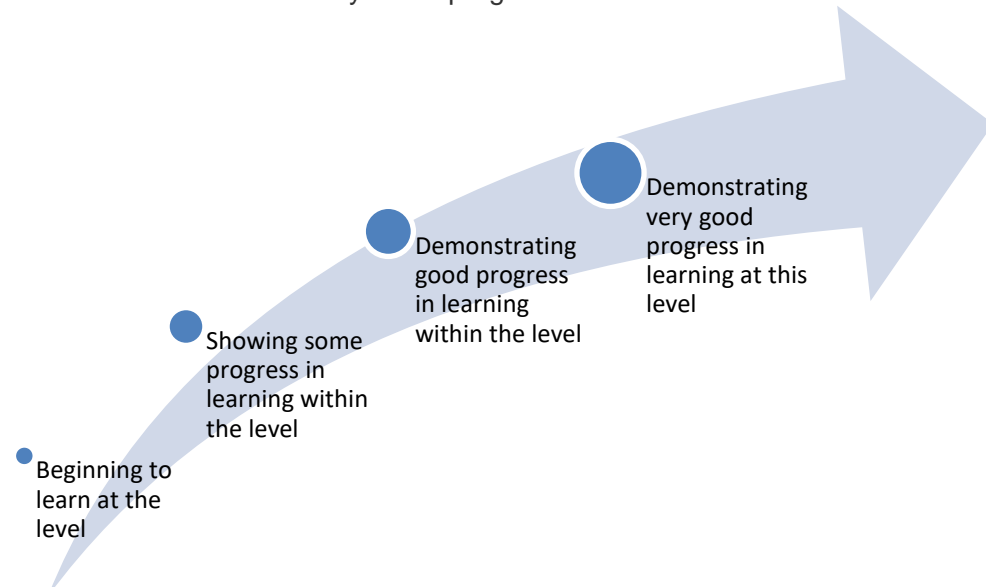 Beginning to
learn at the
level
Showing some
progress in
learning within
the level
Demonstrating
good progress
in learning
within the level
Demonstrating
very good
progress in
learning at this
level